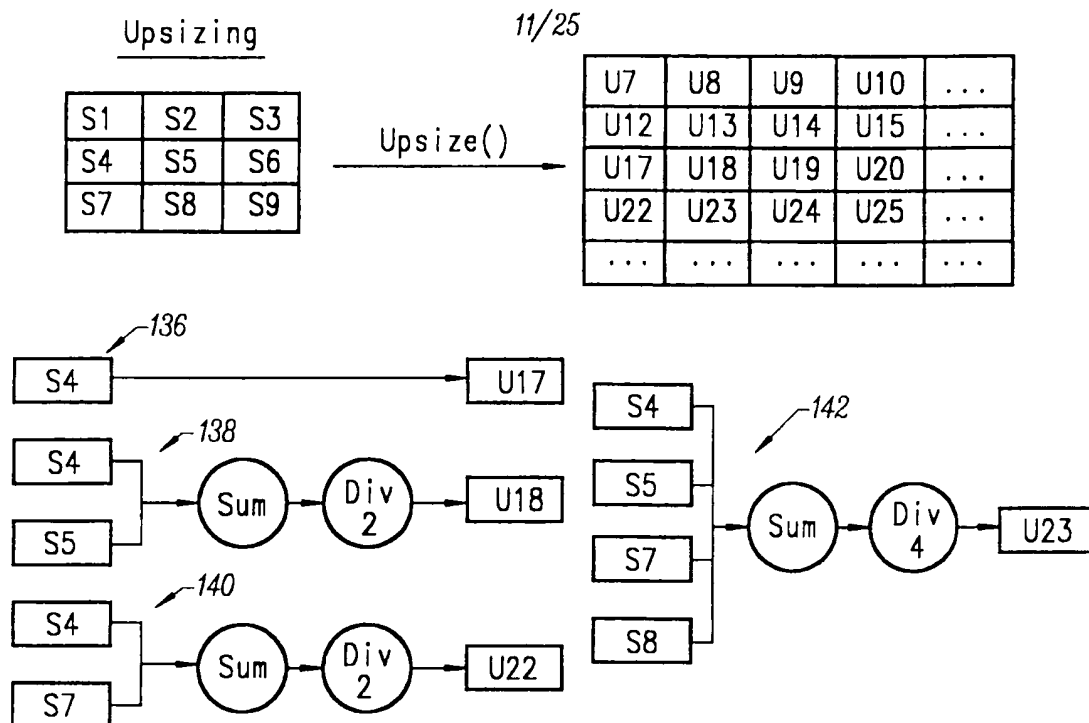 Upsizing
11/25
S1 S2 S3
S4 S5 S6
S7 S8 S9
Upsize()
U7 U8 U9 U10 ...
U12 U13 U14 U15 ...
U17 U18 U19 U20 ...
U22 U23 U24 U25 ...
... ... ... ... ...
136
S4 U17
138
S4
S5
Sum
Div 2
U18
140
S4
S7
Sum
Div 2
U22
142
S4
S5
S7
S8
Sum
Div 4
U23